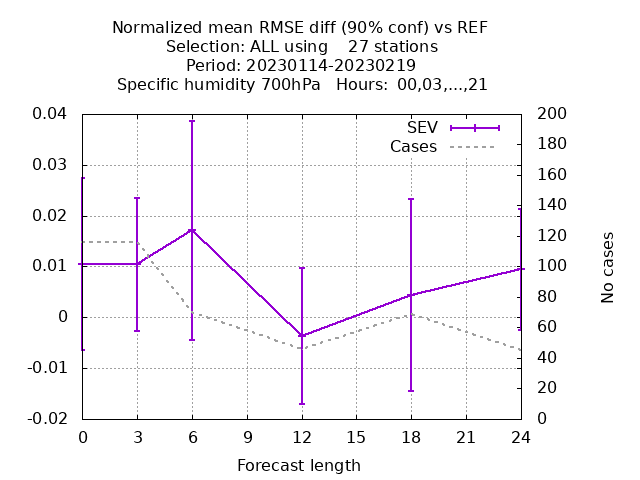 Normalized mean RMSE diff (90% conf) vs REF
Selection: ALL using    27 stations
Period: 20230114-20230219
Specific humidity 700hPa   Hours: 00,03,...,21
SEV
Cases
0.04
0.03
0.02
0.01
0
-0.01
-0.02
200
180
160
140
120
100
80
60
40
20
0
No cases
0 3 6 9 12 15 18 21 24
Forecast length